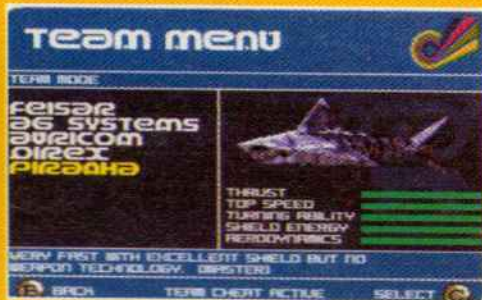 TEAM MENU
TEAM MODE
FEISAR
AG SYSTEMS
AURICOM
QIREX
PIRANHA
THRUST
TOP SPEED
TURNING ABILITY
SHIELD ENERGY
AERODYNAMICS
VERY FAST WITH EXCELLENT SHIELD BUT NO
WEAPON TECHNOLOGY. (MASTER)
BACK TEAM CHEAT ACTIVE SELECT